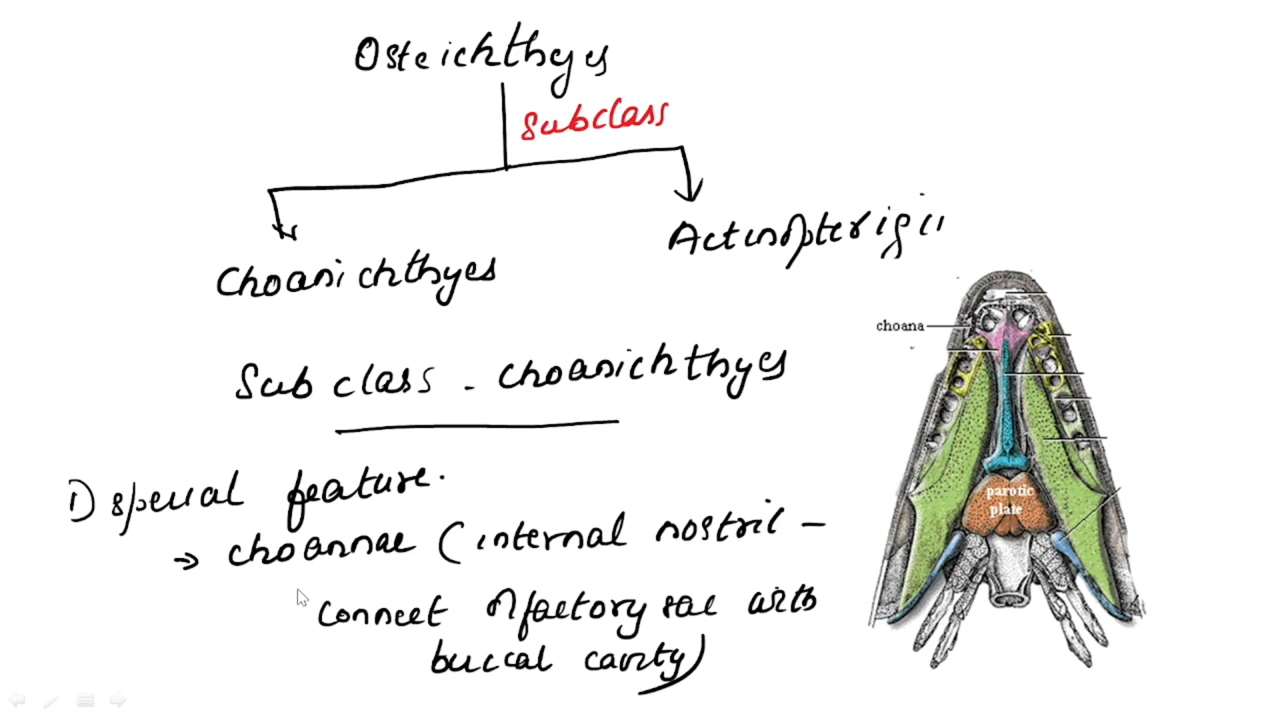 Osteichthyes
Subclass
Choanichthyes
Actinopterigii
Sub class - choanichthyes
1) special feature.
→ choannae (internal nostril -
connect olfactory sac with
buccal cavity)
choana
parotic
plate